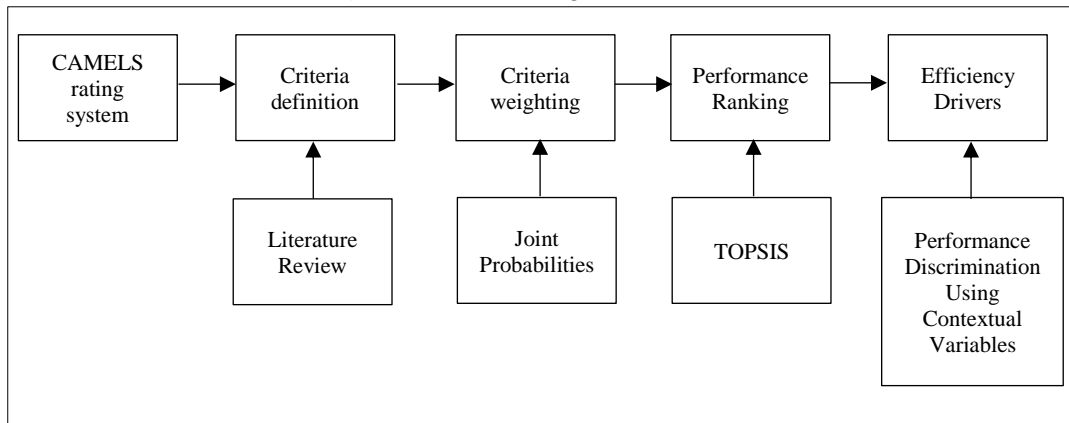 CAMELS
rating
system
Criteria
definition
Criteria
weighting
Performance
Ranking
Efficiency
Drivers
Literature
Review
Joint
Probabilities
TOPSIS
Performance
Discrimination
Using
Contextual
Variables